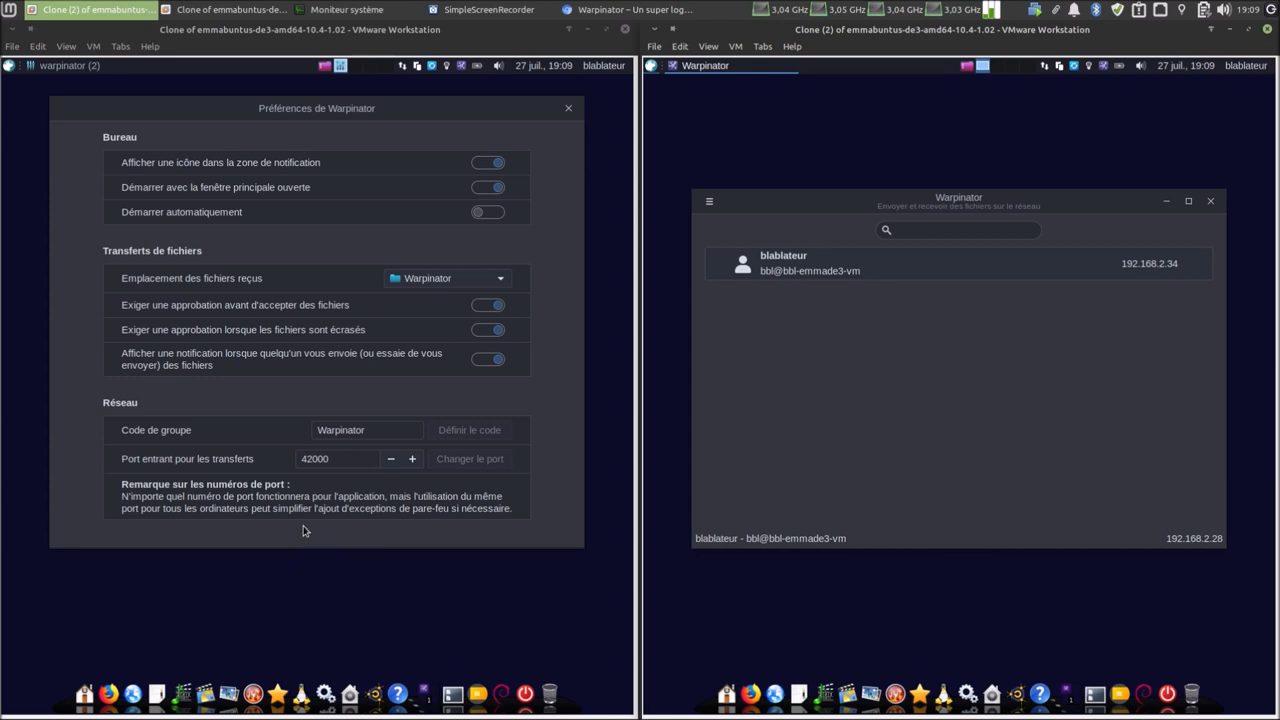 Clone (2) of emmabuntus-...
Clone of emmabuntus-de...
Moniteur système
SimpleScreenRecorder
Warpinator – Un super log...
3,04 GHz
3,05 GHz
3,04 GHz
3,03 GHz
19:09
Clone of emmabuntus-de3-amd64-10.4-1.02 - VMware Workstation
File Edit View VM Tabs Help
warpinator (2)
27 juil., 19:09 blablateur
Préférences de Warpinator
Bureau
Afficher une icône dans la zone de notification
Démarrer avec la fenêtre principale ouverte
Démarrer automatiquement
Transferts de fichiers
Emplacement des fichiers reçus
Warpinator
Exiger une approbation avant d'accepter des fichiers
Exiger une approbation lorsque les fichiers sont écrasés
Afficher une notification lorsque quelqu'un vous envoie (ou essaie de vous
envoyer) des fichiers
Réseau
Code de groupe
Warpinator
Définir le code
Port entrant pour les transferts
42000
Changer le port
Remarque sur les numéros de port :
N'importe quel numéro de port fonctionnera pour l'application, mais l'utilisation du même
port pour tous les ordinateurs peut simplifier l'ajout d'exceptions de pare-feu si nécessaire.
Clone (2) of emmabuntus-de3-amd64-10.4-1.02 - VMware Workstation
File Edit View VM Tabs Help
Warpinator
27 juil., 19:09 blablateur
Warpinator
Envoyer et recevoir des fichiers sur le réseau
blablateur
bbl@bbl-emmade3-vm
192.168.2.34
blablateur - bbl@bbl-emmade3-vm
192.168.2.28